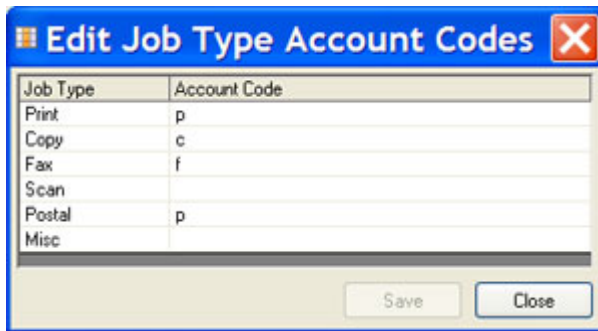 Edit Job Type Account Codes
Job Type Account Code
Print p
Copy c
Fax f
Scan
Postal p
Misc
Save Close